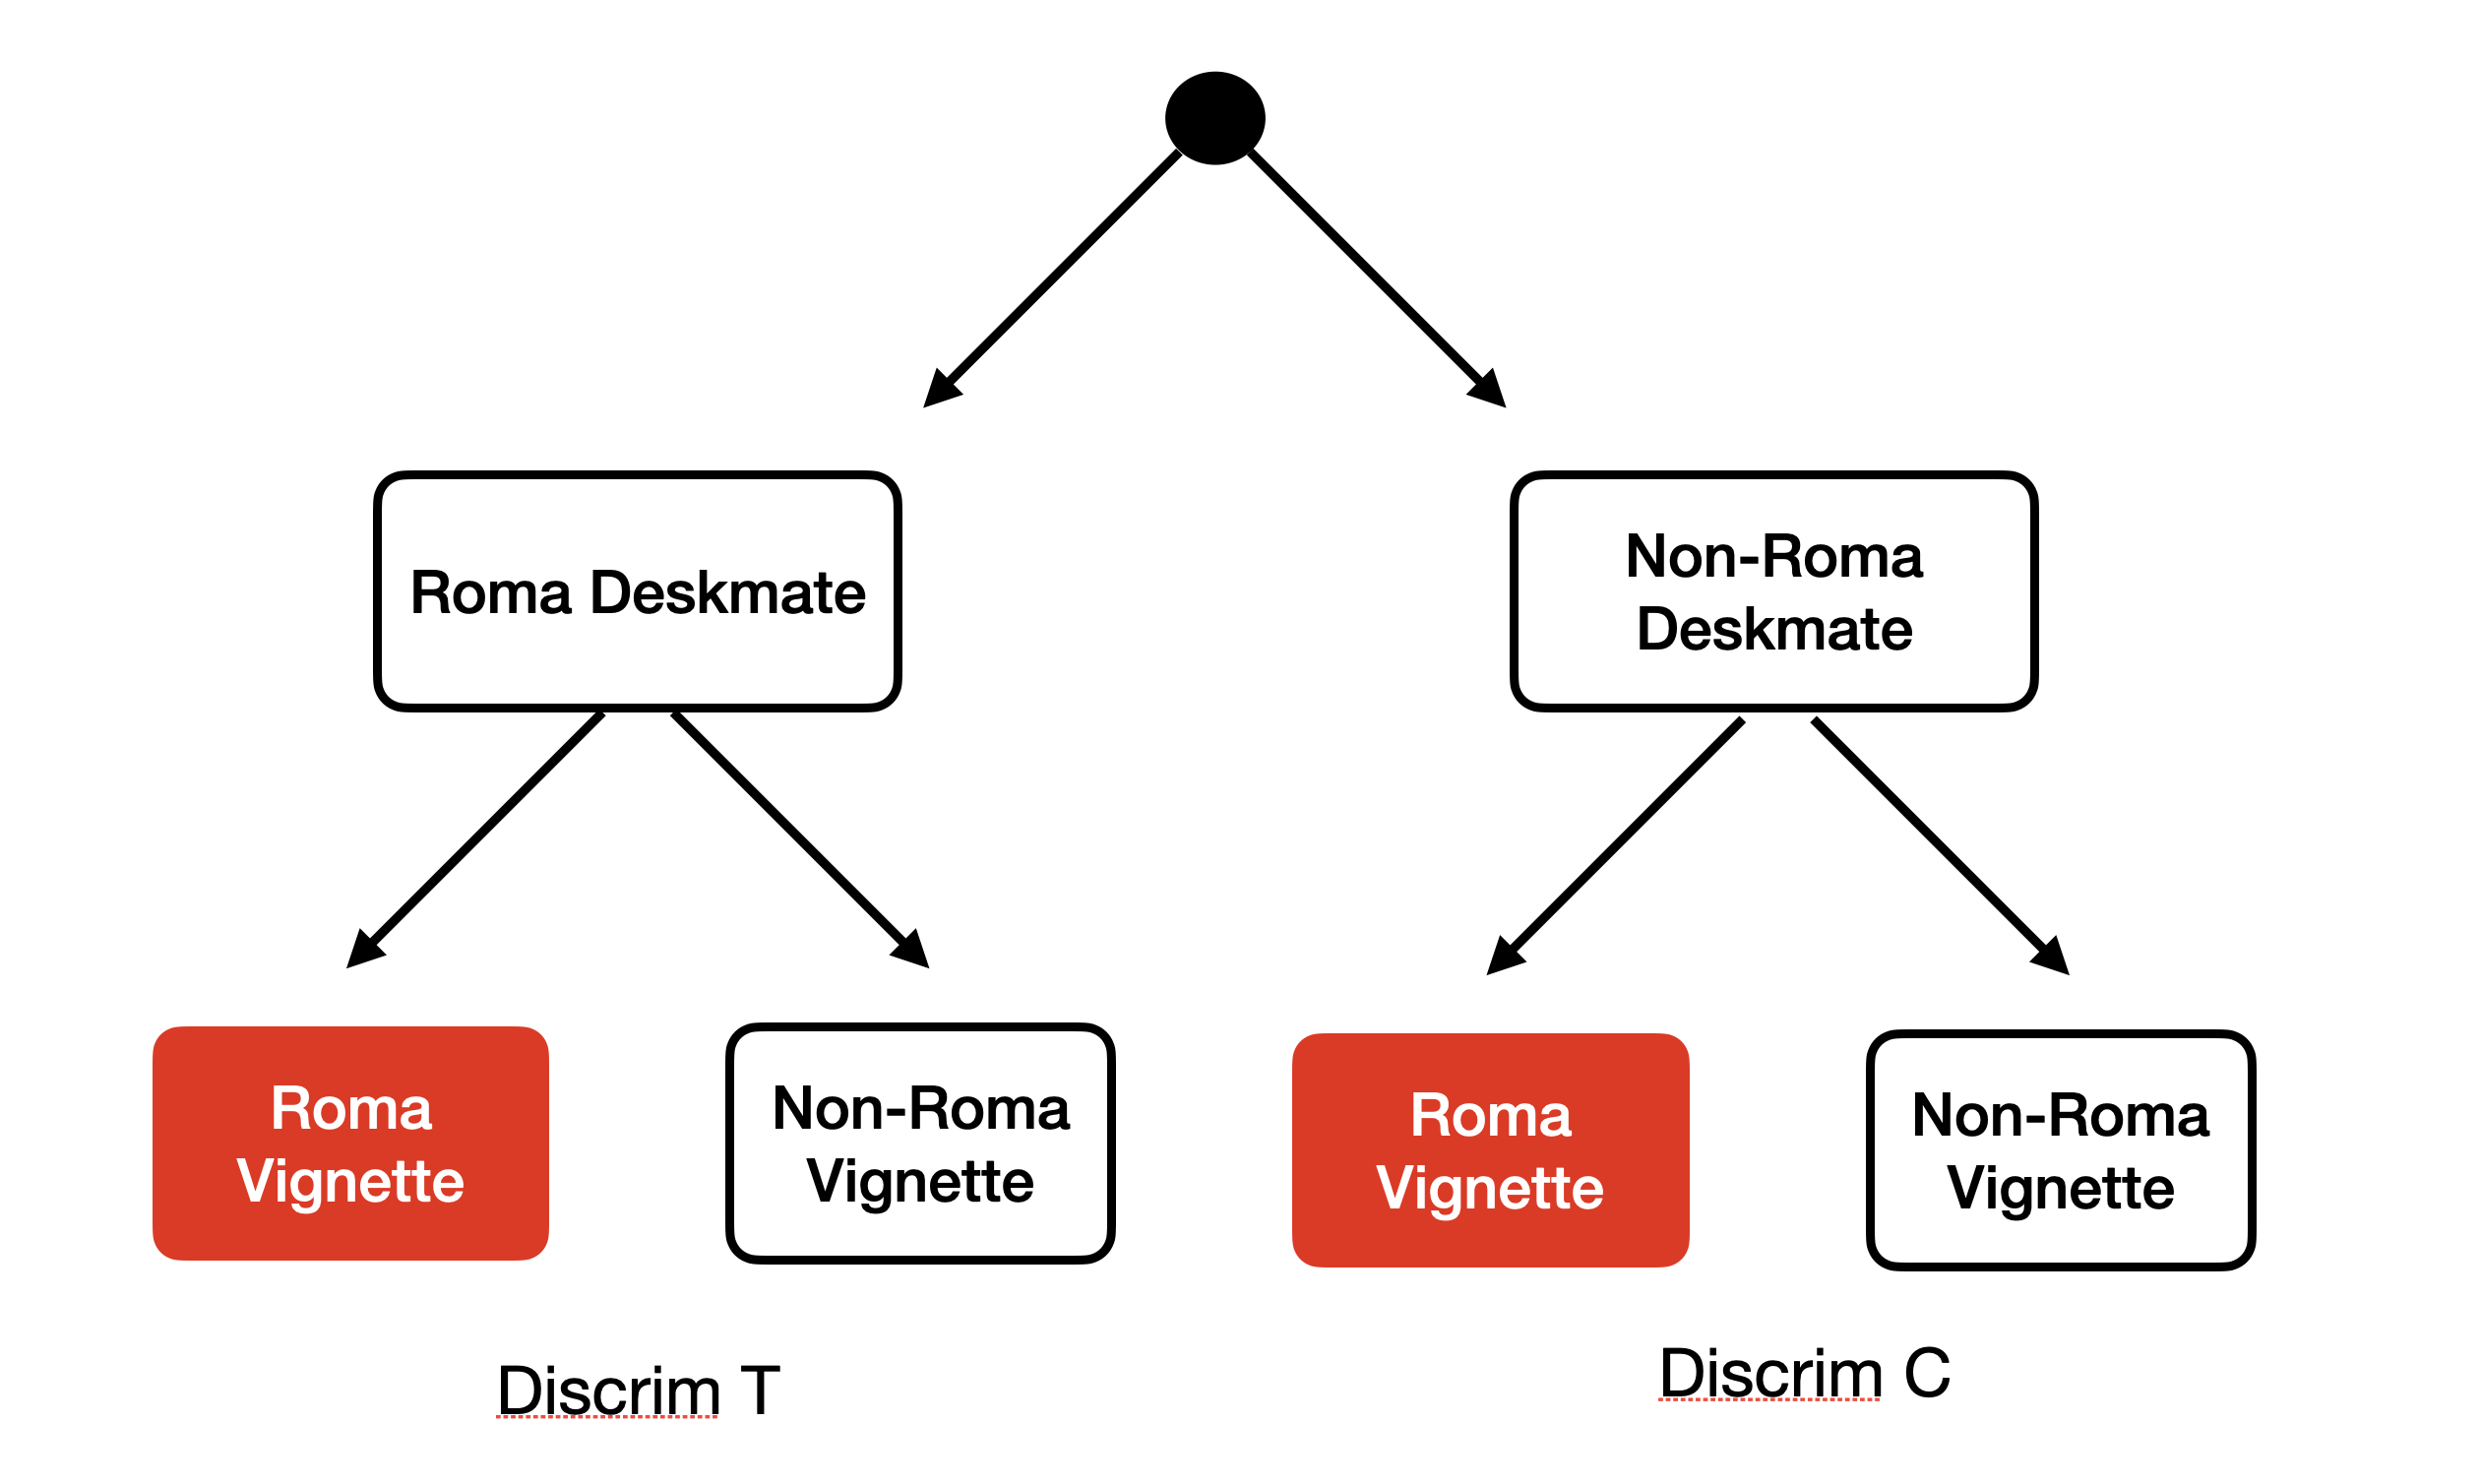 Roma Deskmate
Non-Roma
Deskmate
Roma
Vignette
Non-Roma
Vignette
Roma
Vignette
Non-Roma
Vignette
Discrim T
Discrim C